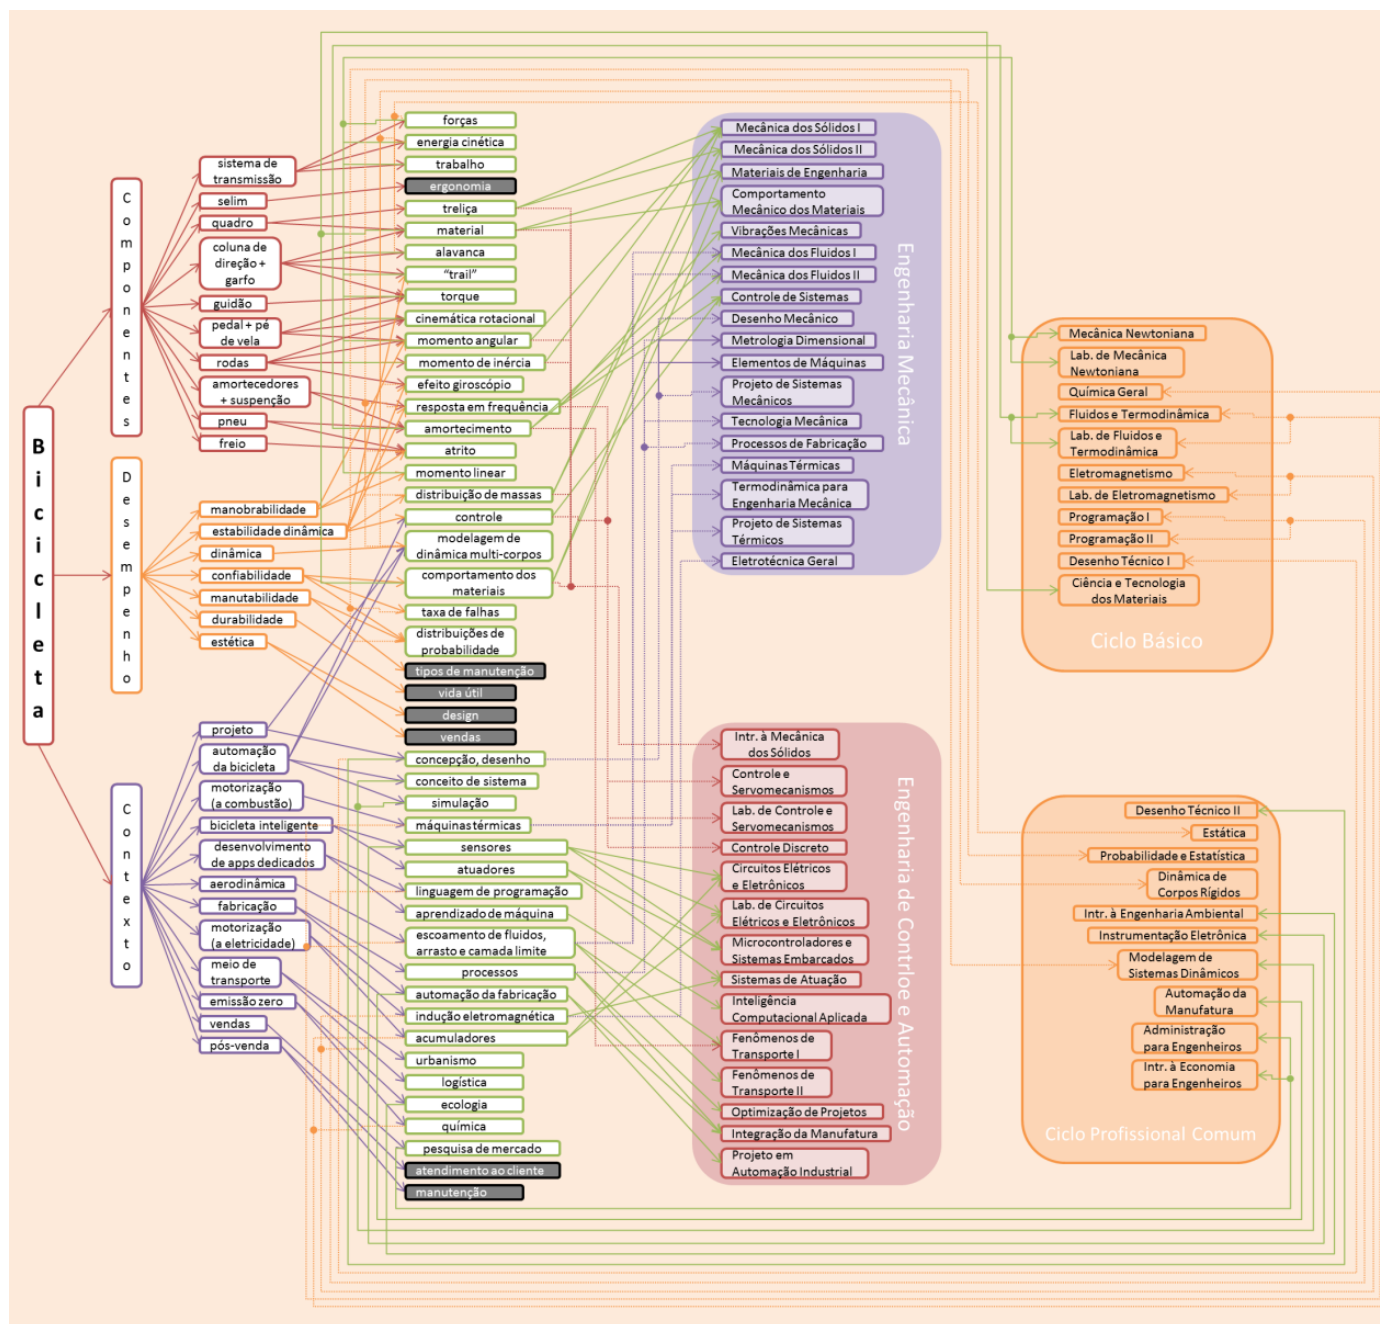 Bicicleta
Componentes
Desempenho
Contexto
sistema de
transmissão
selim
quadro
coluna de
direção +
garfo
guidão
pedal + pé
de vela
rodas
amortecedores
+ suspenção
pneu
freio
manobrabilidade
estabilidade dinâmica
dinâmica
confiabilidade
manutabilidade
durabilidade
estética
projeto
automação
da bicicleta
motorização
(a combustão)
bicicleta inteligente
desenvolvimento
de apps dedicados
aerodinâmica
fabricação
motorização
(a eletricidade)
meio de
transporte
emissão zero
vendas
pós-venda
forças
energia cinética
trabalho
ergonomia
treliça
material
alavanca
“trail”
torque
cinemática rotacional
momento angular
momento de inércia
efeito giroscópio
resposta em frequência
amortecimento
atrito
momento linear
distribuição de massas
controle
modelagem de
dinâmica multi-corpos
comportamento dos
materiais
taxa de falhas
distribuições de
probabilidade
tipos de manutenção
vida útil
design
vendas
concepção, desenho
conceito de sistema
simulação
máquinas térmicas
sensores
atuadores
linguagem de programação
aprendizado de máquina
escoamento de fluidos,
arrasto e camada limite
processos
automação da fabricação
indução eletromagnética
acumuladores
urbanismo
logística
ecologia
química
pesquisa de mercado
atendimento ao cliente
manutenção
Mecânica dos Sólidos I
Mecânica dos Sólidos II
Materiais de Engenharia
Comportamento
Mecânico dos Materiais
Vibrações Mecânicas
Mecânica dos Fluidos I
Mecânica dos Fluidos II
Controle de Sistemas
Desenho Mecânico
Metrologia Dimensional
Elementos de Máquinas
Projeto de Sistemas
Mecânicos
Tecnologia Mecânica
Processos de Fabricação
Máquinas Térmicas
Termodinâmica para
Engenharia Mecânica
Projeto de Sistemas
Térmicos
Eletrotécnica Geral
Engenharia Mecânica
Intr. à Mecânica
dos Sólidos
Controle e
Servomecanismos
Lab. de Controle e
Servomecanismos
Controle Discreto
Circuitos Elétricos
e Eletrônicos
Lab. de Circuitos
Elétricos e Eletrônicos
Microcontroladores e
Sistemas Embarcados
Sistemas de Atuação
Inteligência
Computacional Aplicada
Fenômenos de
Transporte I
Fenômenos de
Transporte II
Optimização de Projetos
Integração da Manufatura
Projeto em
Automação Industrial
Engenharia de Contrloe e Automação
Mecânica Newtoniana
Lab. de Mecânica
Newtoniana
Química Geral
Fluidos e Termodinâmica
Lab. de Fluidos e
Termodinâmica
Eletromagnetismo
Lab. de Eletromagnetismo
Programação I
Programação II
Desenho Técnico I
Ciência e Tecnologia
dos Materiais
Ciclo Básico
Desenho Técnico II
Estática
Probabilidade e Estatística
Dinâmica de
Corpos Rígidos
Intr. à Engenharia Ambiental
Instrumentação Eletrônica
Modelagem de
Sistemas Dinâmicos
Automação da
Manufatura
Administração
para Engenheiros
Intr. à Economia
para Engenheiros
Ciclo Profissional Comum